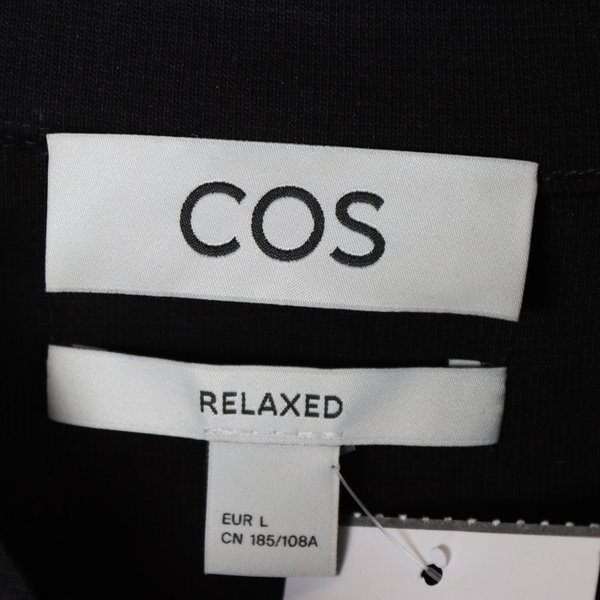 COS
RELAXED
EUR L
CN 185/108A